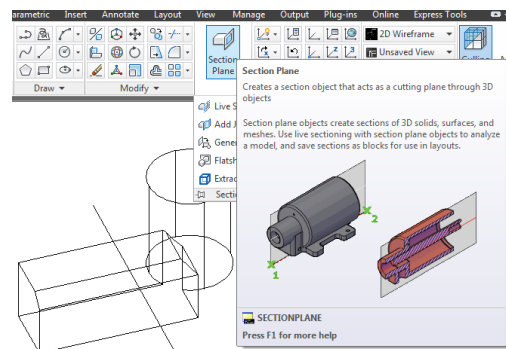 arametric Insert Annotate Layout View Manage Output Plug-ins Online Express Tools
2D Wireframe
Unsaved View
Section
Plane
Culling
Draw
Modify
Section Plane
Creates a section object that acts as a cutting plane through 3D
objects
Section plane objects create sections of 3D solids, surfaces, and
meshes. Use live sectioning with section plane objects to analyze
a model, and save sections as blocks for use in layouts.
Live S
Add J
Gener
Flatsh
Extrac
Secti
1
2
SECTIONPLANE
Press F1 for more help